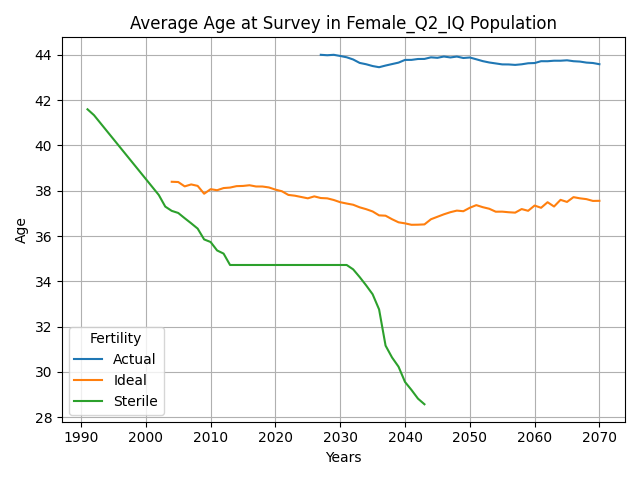 Average Age at Survey in Female_Q2_IQ Population
Age
44
42
40
38
36
34
32
30
28
Fertility
Actual
Ideal
Sterile
1990 2000 2010 2020 2030 2040 2050 2060 2070
Years